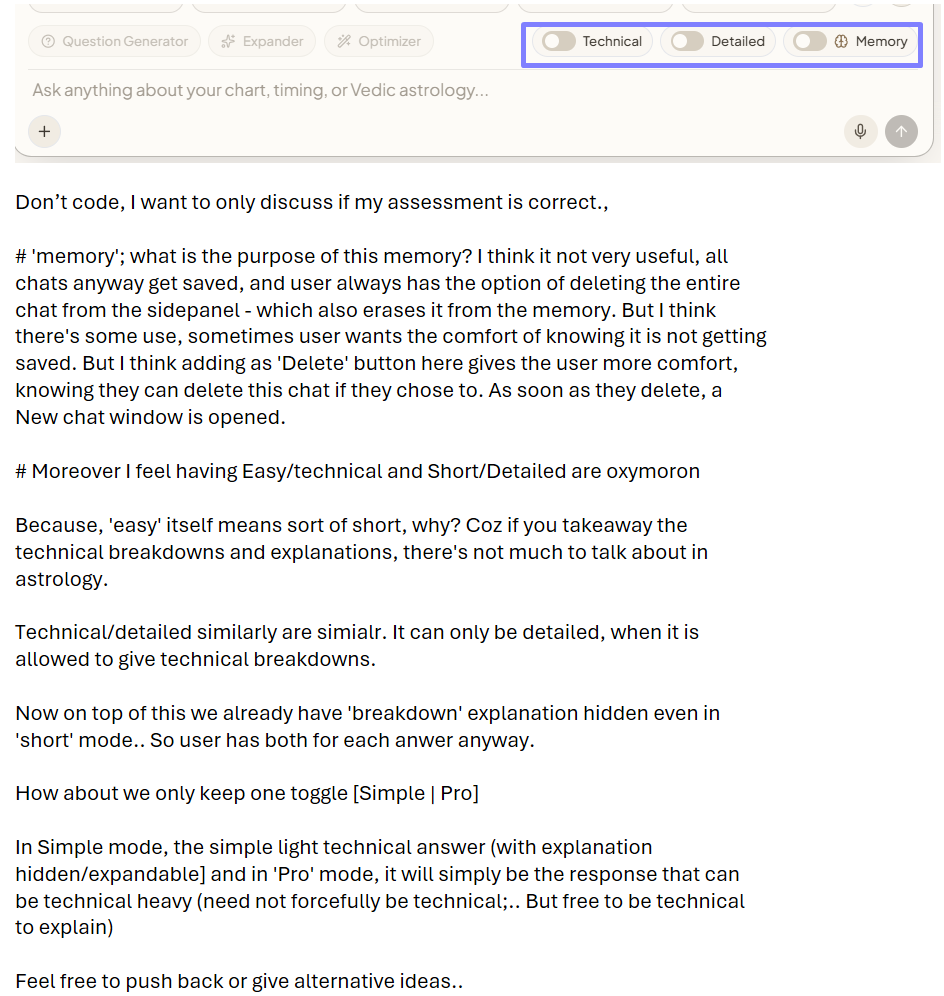 Question Generator
Expander
Optimizer
Technical
Detailed
Memory
Ask anything about your chart, timing, or Vedic astrology...
Don’t code, I want to only discuss if my assessment is correct.,
# 'memory'; what is the purpose of this memory? I think it not very useful, all
chats anyway get saved, and user always has the option of deleting the entire
chat from the sidepanel - which also erases it from the memory. But I think
there's some use, sometimes user wants the comfort of knowing it is not getting
saved. But I think adding as 'Delete' button here gives the user more comfort,
knowing they can delete this chat if they chose to. As soon as they delete, a
New chat window is opened.
# Moreover I feel having Easy/technical and Short/Detailed are oxymoron
Because, 'easy' itself means sort of short, why? Coz if you takeaway the
technical breakdowns and explanations, there's not much to talk about in
astrology.
Technical/detailed similarly are simialr. It can only be detailed, when it is
allowed to give technical breakdowns.
Now on top of this we already have 'breakdown' explanation hidden even in
'short' mode.. So user has both for each anwer anyway.
How about we only keep one toggle [Simple | Pro]
In Simple mode, the simple light technical answer (with explanation
hidden/expandable] and in 'Pro' mode, it will simply be the response that can
be technical heavy (need not forcefully be technical;.. But free to be technical
to explain)
Feel free to push back or give alternative ideas..